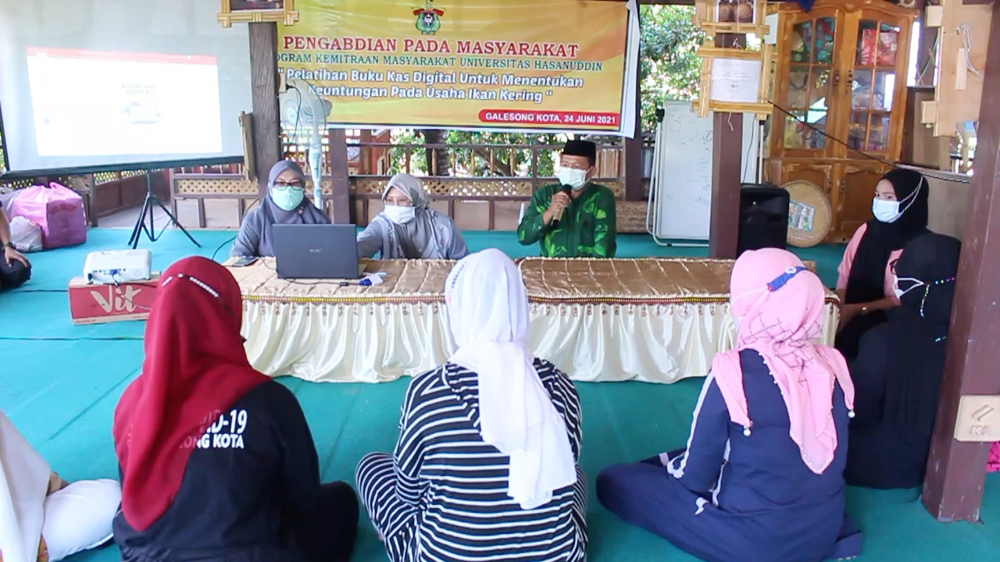 PENGABDIAN PADA MASYARAKAT
OGRAM KEMITRAAN MASYARAKAT UNIVERSITAS HASANUDDIN
" Pelatihan Buku Kas Digital Untuk Menentukan
Keuntungan Pada Usaha Ikan Kering "
GALESONG KOTA, 24 JUNI 2021
Vit
D-19
ONG KOTA